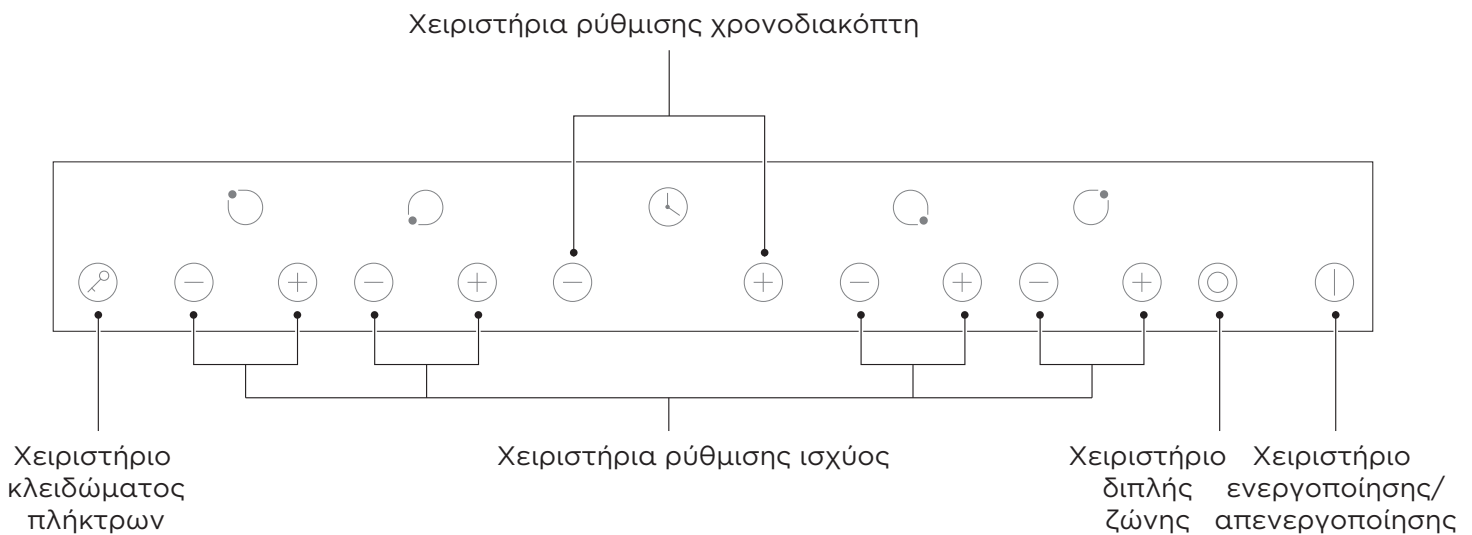 Χειριστήρια ρύθμισης χρονοδιακόπτη
Χειριστήριο
κλειδώματος
πλήκτρων
Χειριστήρια ρύθμισης ισχύος
Χειριστήριο
διπλής
ζώνης
Χειριστήριο
ενεργοποίησης/
απενεργοποίησης